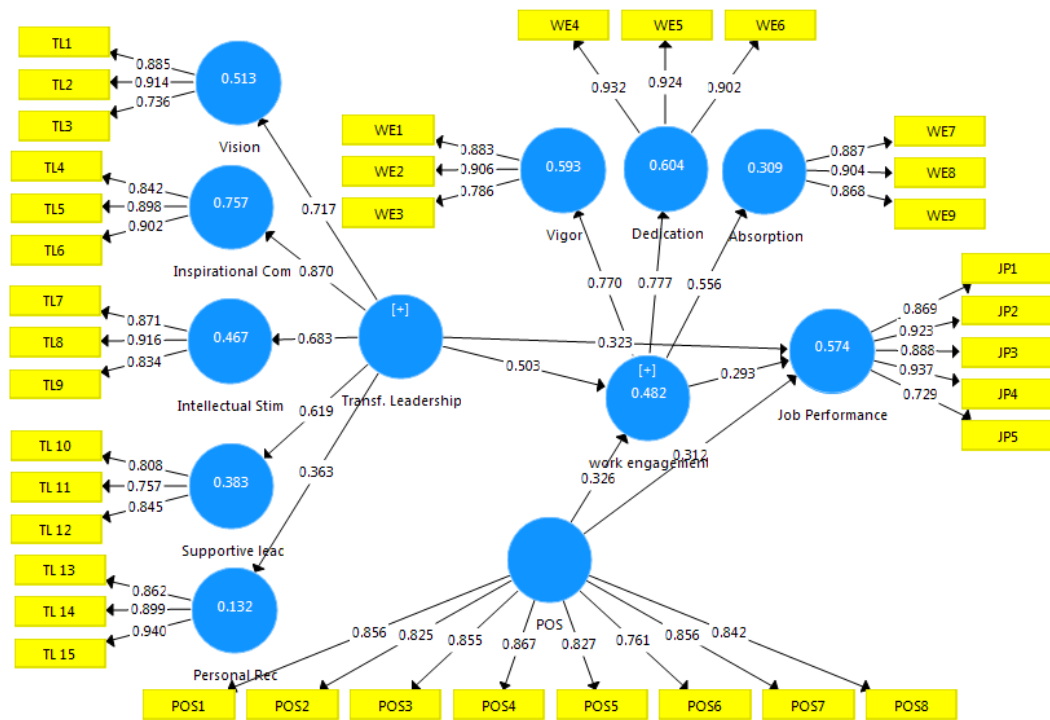 WE4
WE5
WE6
TL1
TL2
TL3
0.885
0.914
0.736
0.513
Vision
0.932
0.924
0.902
WE1
WE2
WE3
0.883
0.906
0.786
0.593
Vigor
0.604
Dedication
0.309
Absorption
0.887
0.904
0.868
WE7
WE8
WE9
TL4
TL5
TL6
0.842
0.898
0.902
0.757
Inspirational Com
0.717
0.870
0.770
0.777
0.556
TL7
TL8
TL9
0.871
0.916
0.834
0.467
Intellectual Stim
0.683
[+]
Transf. Leadership
0.323
0.503
[+]
0.482
work engagement
0.293
0.574
Job Performance
0.869
0.923
0.888
0.937
0.729
JP1
JP2
JP3
JP4
JP5
0.619
0.363
0.326
0.312
TL 10
TL 11
TL 12
0.808
0.757
0.845
0.383
Supportive leac
TL 13
TL 14
TL 15
0.862
0.899
0.940
0.132
Personal Rec
POS
0.856
0.825
0.855
0.867
0.827
0.761
0.856
0.842
POS1
POS2
POS3
POS4
POS5
POS6
POS7
POS8